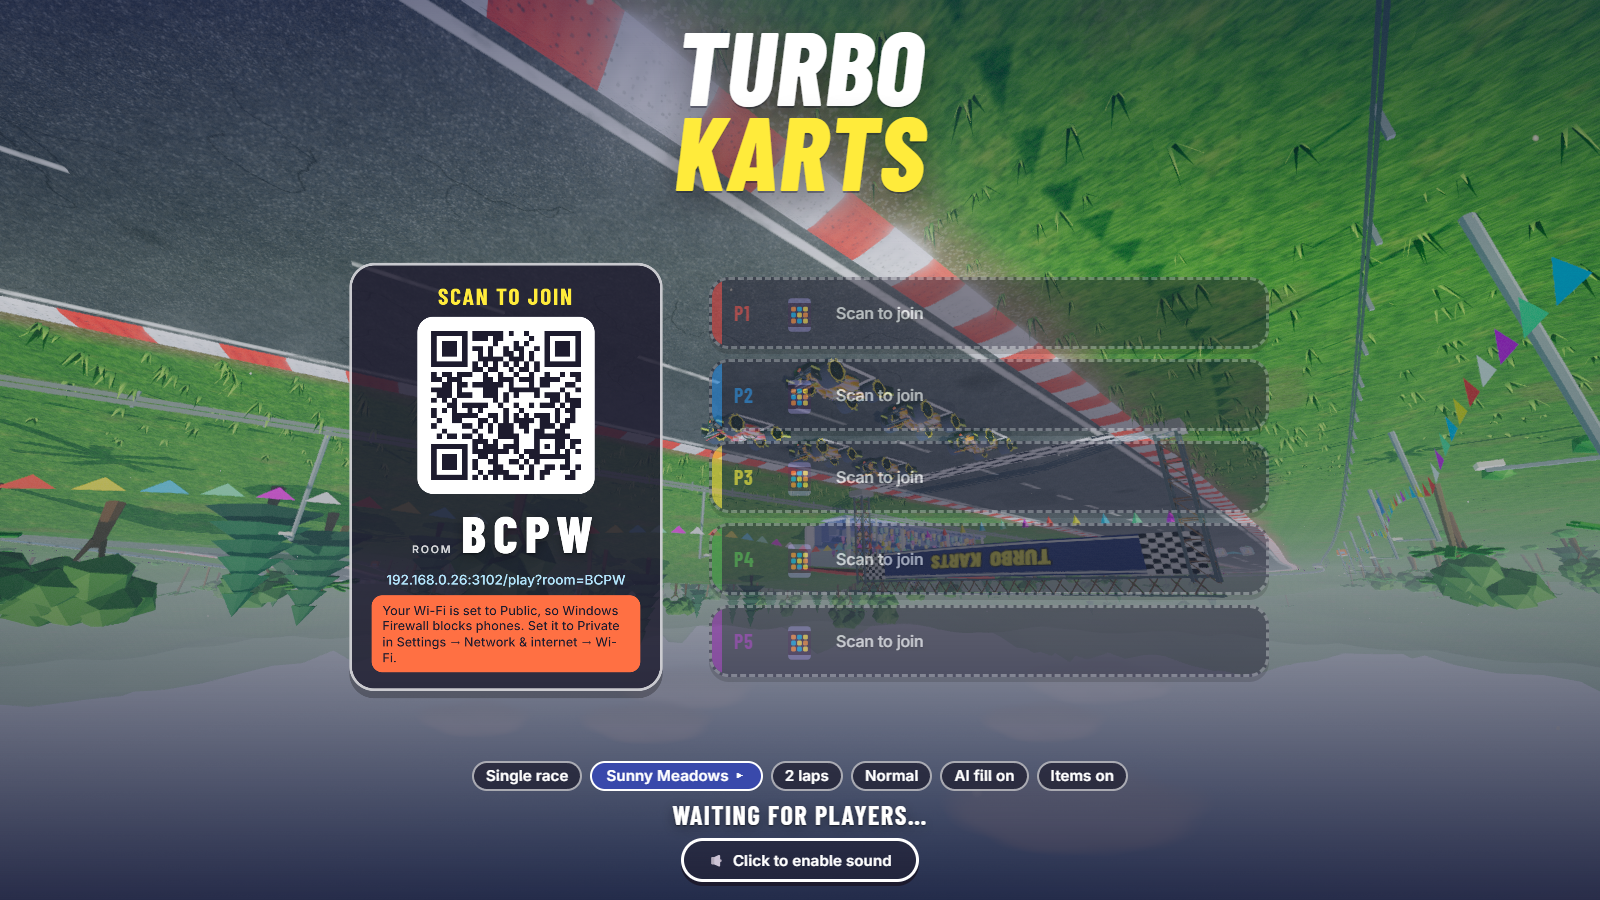 TURBO
KARTS
SCAN TO JOIN
ROOM BCPW
192.168.0.26:3102/play?room=BCPW
Your Wi-Fi is set to Public, so Windows
Firewall blocks phones. Set it to Private
in Settings → Network & internet → Wi-
Fi.
P1 Scan to join
P2 Scan to join
P3 Scan to join
P4 Scan to join
TURBO KARTS
P5 Scan to join
Single race
Sunny Meadows ▸
2 laps
Normal
AI fill on
Items on
WAITING FOR PLAYERS...
Click to enable sound